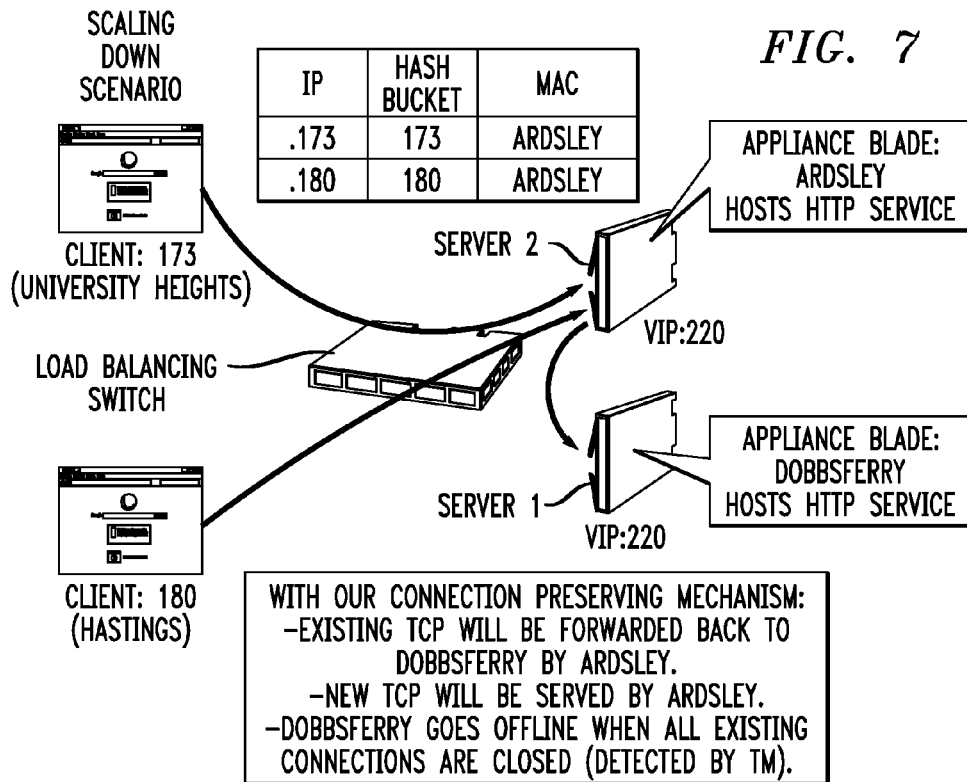 SCALING
DOWN
SCENARIO
FIG. 7
IP HASH BUCKET MAC
.173 173 ARDSLEY
.180 180 ARDSLEY
APPLIANCE BLADE:
ARDSLEY
HOSTS HTTP SERVICE
CLIENT: 173
(UNIVERSITY HEIGHTS)
SERVER 2
VIP:220
LOAD BALANCING
SWITCH
APPLIANCE BLADE:
DOBBSFERRY
HOSTS HTTP SERVICE
SERVER 1
VIP:220
CLIENT: 180
(HASTINGS)
WITH OUR CONNECTION PRESERVING MECHANISM:
-EXISTING TCP WILL BE FORWARDED BACK TO
DOBBSFERRY BY ARDSLEY.
-NEW TCP WILL BE SERVED BY ARDSLEY.
-DOBBSFERRY GOES OFFLINE WHEN ALL EXISTING
CONNECTIONS ARE CLOSED (DETECTED BY TM).